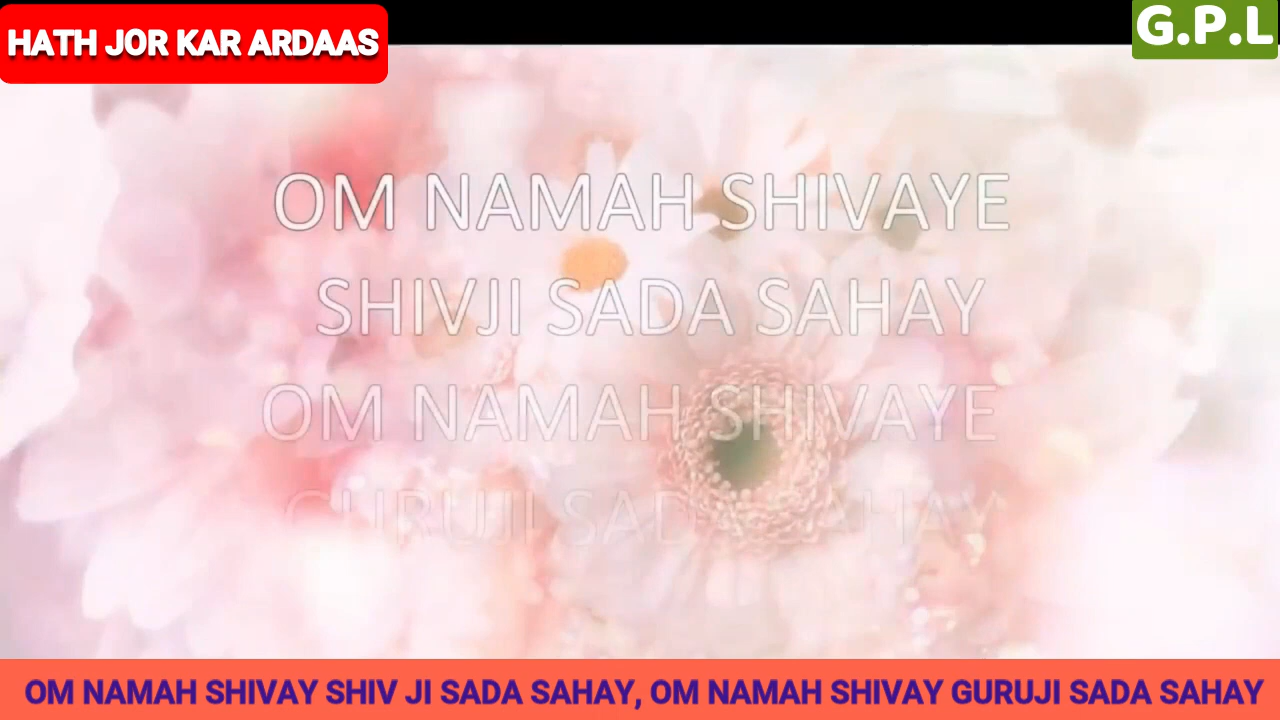 HATH JOR KAR ARDAAS
G.P.L
OM NAMAH SHIVAYE
SHIVJI SADA SAHAY
OM NAMAH SHIVAYE
GURUJI SADA SAHAY
OM NAMAH SHIVAY SHIV JI SADA SAHAY, OM NAMAH SHIVAY GURUJI SADA SAHAY